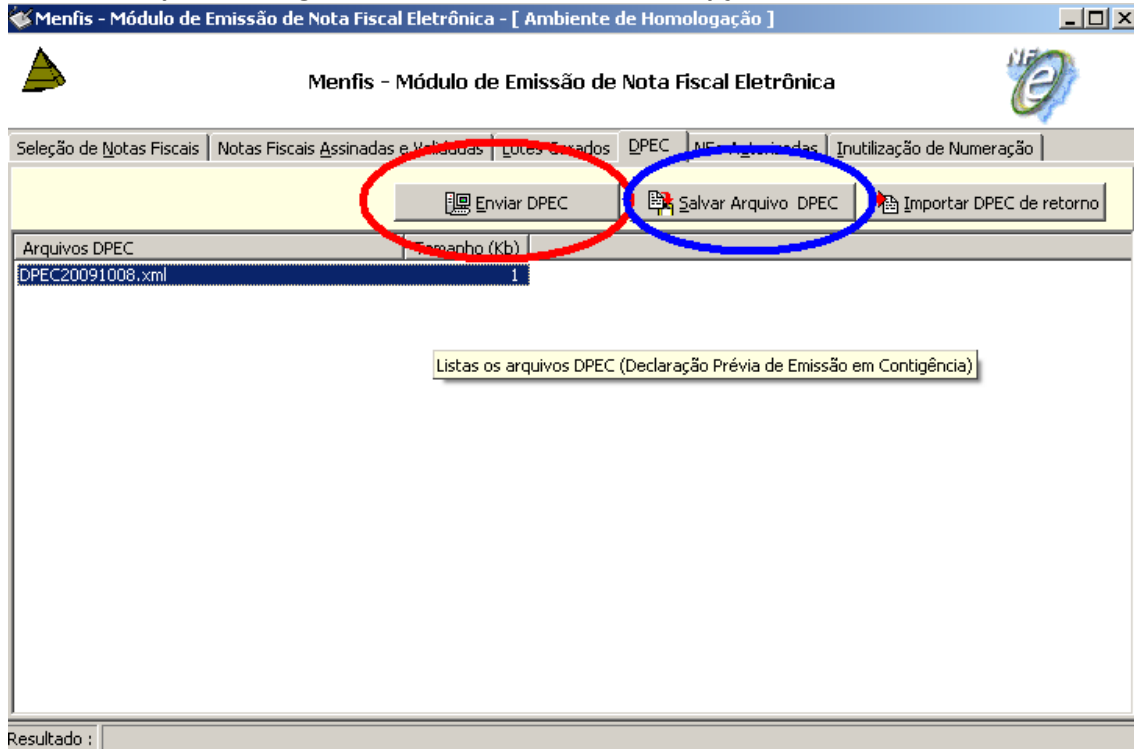 Menfis - Módulo de Emissão de Nota Fiscal Eletrônica - [ Ambiente de Homologação ]
Menfis - Módulo de Emissão de Nota Fiscal Eletrônica
NF e
Seleção de Notas Fiscais Notas Fiscais Assinadas e Validadas Lotes Gerados DPEC NFe Autorizadas Inutilização de Numeração
Enviar DPEC Salvar Arquivo DPEC Importar DPEC de retorno
Arquivos DPEC Tamanho (Kb)
DPEC20091008.xml 1
Listas os arquivos DPEC (Declaração Prévia de Emissão em Contigência)
Resultado :